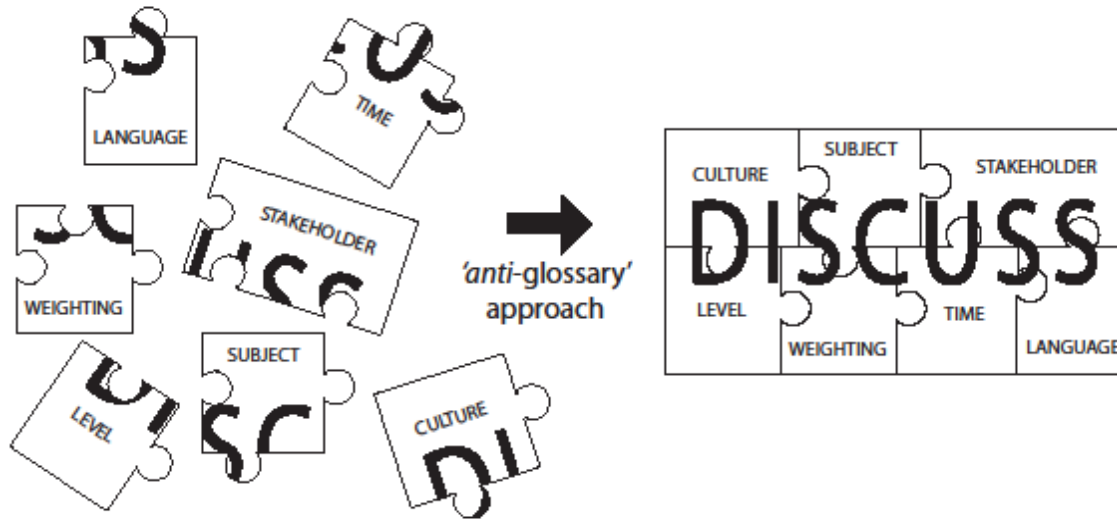 LANGUAGE
TIME
STAKEHOLDER
WEIGHTING
SUBJECT
LEVEL
CULTURE
'anti-glossary'
approach
CULTURE
SUBJECT
STAKEHOLDER
DISCUSS
LEVEL
WEIGHTING
TIME
LANGUAGE